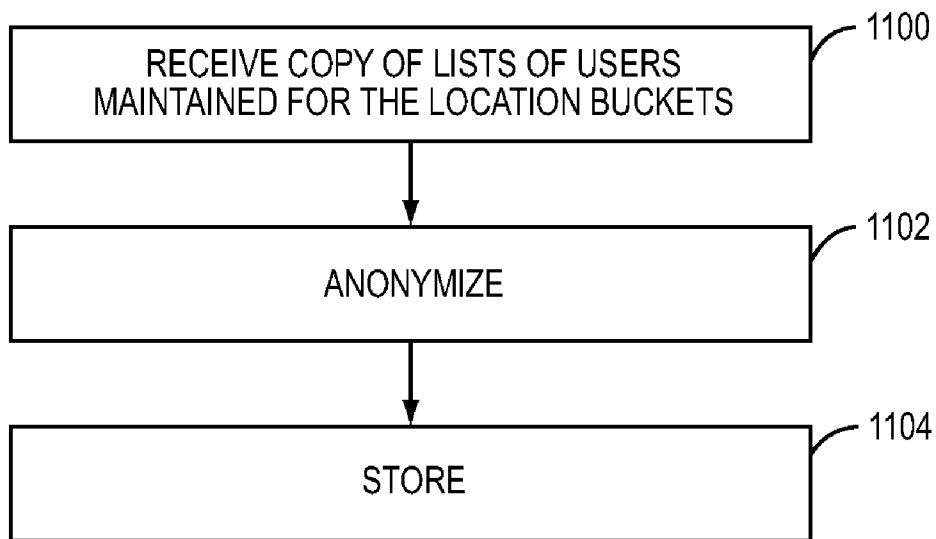 1100
RECEIVE COPY OF LISTS OF USERS
MAINTAINED FOR THE LOCATION BUCKETS
1102
ANONYMIZE
1104
STORE